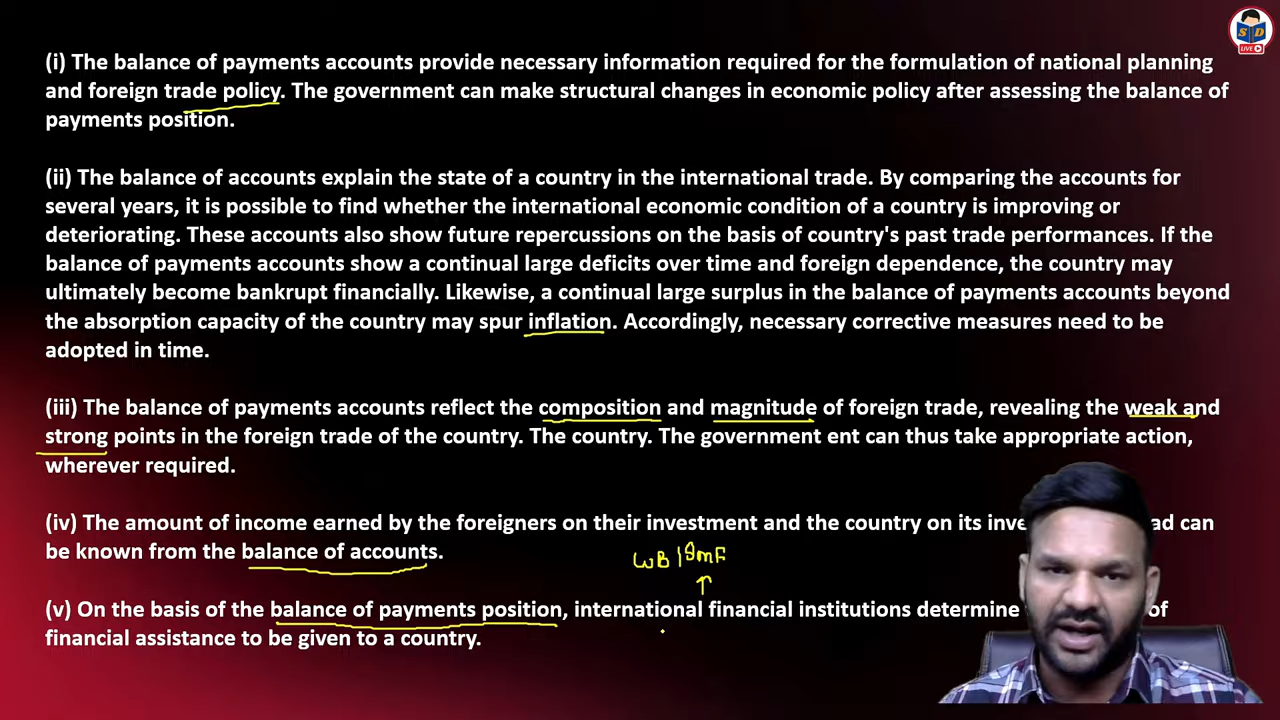 S D
LIVE
(i) The balance of payments accounts provide necessary information required for the formulation of national planning
and foreign trade policy. The government can make structural changes in economic policy after assessing the balance of
payments position.
(ii) The balance of accounts explain the state of a country in the international trade. By comparing the accounts for
several years, it is possible to find whether the international economic condition of a country is improving or
deteriorating. These accounts also show future repercussions on the basis of country's past trade performances. If the
balance of payments accounts show a continual large deficits over time and foreign dependence, the country may
ultimately become bankrupt financially. Likewise, a continual large surplus in the balance of payments accounts beyond
the absorption capacity of the country may spur inflation. Accordingly, necessary corrective measures need to be
adopted in time.
(iii) The balance of payments accounts reflect the composition and magnitude of foreign trade, revealing the weak and
strong points in the foreign trade of the country. The country. The government ent can thus take appropriate action,
wherever required.
(iv) The amount of income earned by the foreigners on their investment and the country on its can
be known from the balance of accounts.
WB | IMF
(v) On the basis of the balance of payments position, international financial institutions determine of
financial assistance to be given to a country.